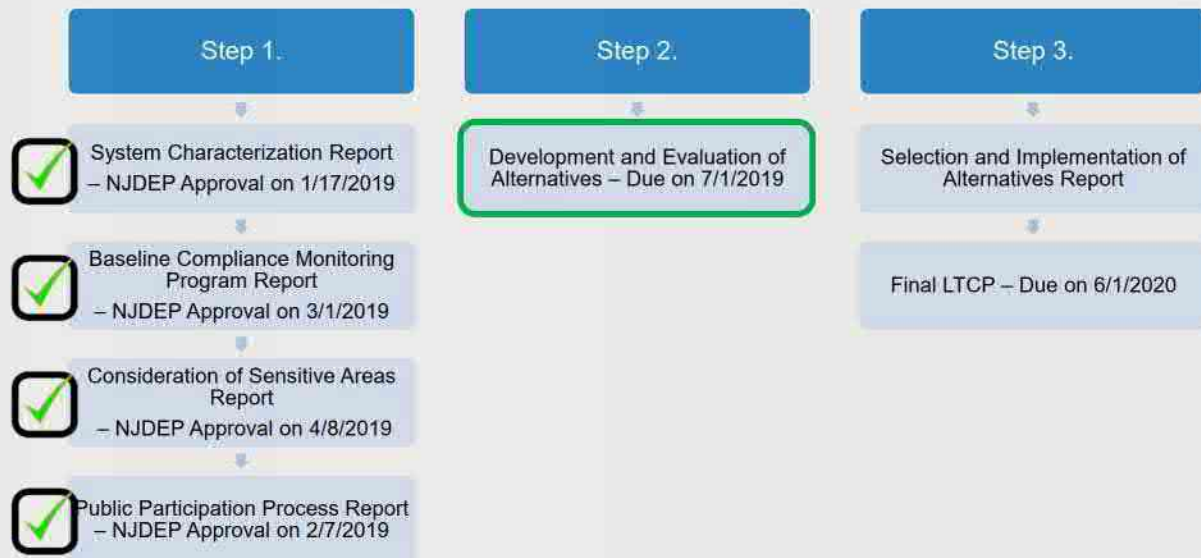 Step 1.
System Characterization Report
– NJDEP Approval on 1/17/2019
Baseline Compliance Monitoring
Program Report
– NJDEP Approval on 3/1/2019
Consideration of Sensitive Areas
Report
– NJDEP Approval on 4/8/2019
Public Participation Process Report
– NJDEP Approval on 2/7/2019
Step 2.
Development and Evaluation of
Alternatives – Due on 7/1/2019
Step 3.
Selection and Implementation of
Alternatives Report
Final LTCP – Due on 6/1/2020